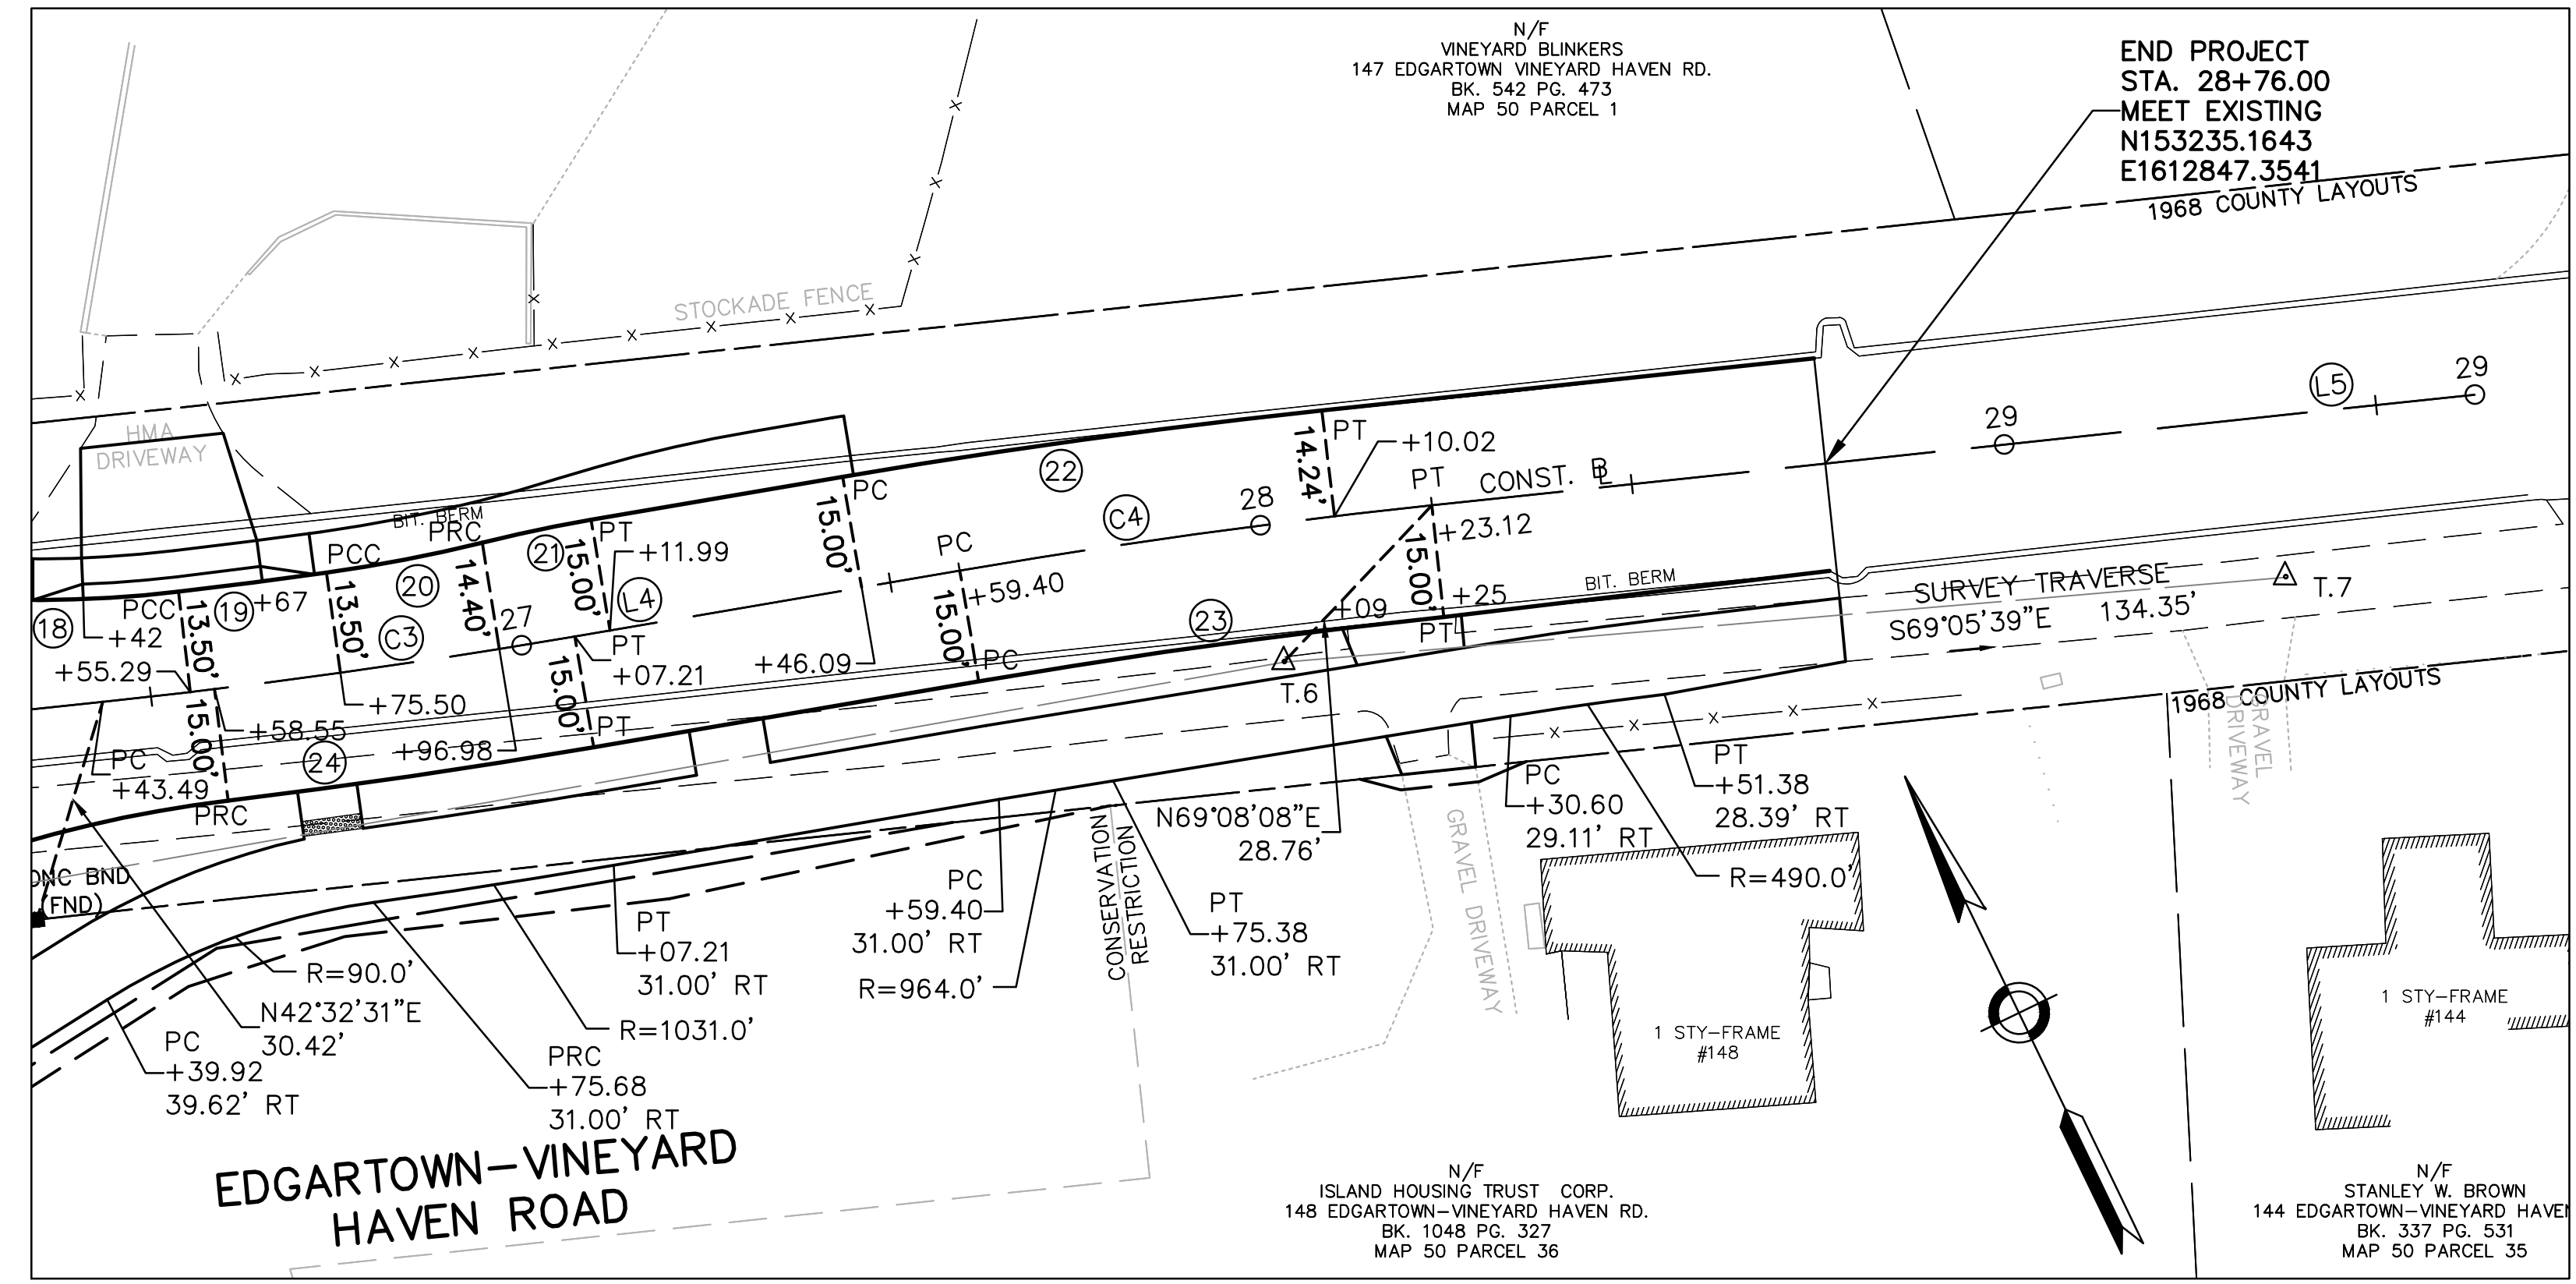 N/F
VINEYARD BLINKERS
147 EDGARTOWN VINEYARD HAVEN RD.
BK. 542 PG. 473
MAP 50 PARCEL 1
END PROJECT
STA. 28+76.00
MEET EXISTING
N153235.1643
E1612847.3541
1968 COUNTY LAYOUTS
STOCKADE FENCE
HMA
DRIVEWAY
BIT. BERM
PRC
PCC
PCC
18
19
+67
20
21
22
+42
13.50'
13.50'
14.40'
15.00'
PT
+11.99
L4
C3
27
15.00'
PC
14.24'
PT
+10.02
28
C4
PC
+59.40
PT
CONST. BL
+23.12
29
L5
29
+55.29
+58.55
15.00'
+75.50
+96.98
15.00'
PT
PT
+07.21
+46.09
15.00'
PC
23
+09
15.00'
+25
PT
BIT. BERM
SURVEY TRAVERSE
S69°05'39"E 134.35'
T.7
T.6
PC
+43.49
PRC
24
ONC BND
(FND)
1968 COUNTY LAYOUTS
GRAVEL
DRIVEWAY
R=90.0'
N42°32'31"E
30.42'
PC
+39.92
39.62' RT
PRC
+75.68
31.00' RT
R=1031.0'
PT
+07.21
31.00' RT
PC
+59.40
31.00' RT
R=964.0'
CONSERVATION
RESTRICTION
PT
+75.38
31.00' RT
N69°08'08"E
28.76'
GRAVEL DRIVEWAY
PC
+30.60
29.11' RT
PT
+51.38
28.39' RT
R=490.0'
1 STY-FRAME
#148
1 STY-FRAME
#144
EDGARTOWN-VINEYARD
HAVEN ROAD
N/F
ISLAND HOUSING TRUST CORP.
148 EDGARTOWN-VINEYARD HAVEN RD.
BK. 1048 PG. 327
MAP 50 PARCEL 36
N/F
STANLEY W. BROWN
144 EDGARTOWN-VINEYARD HAVEN
BK. 337 PG. 531
MAP 50 PARCEL 35